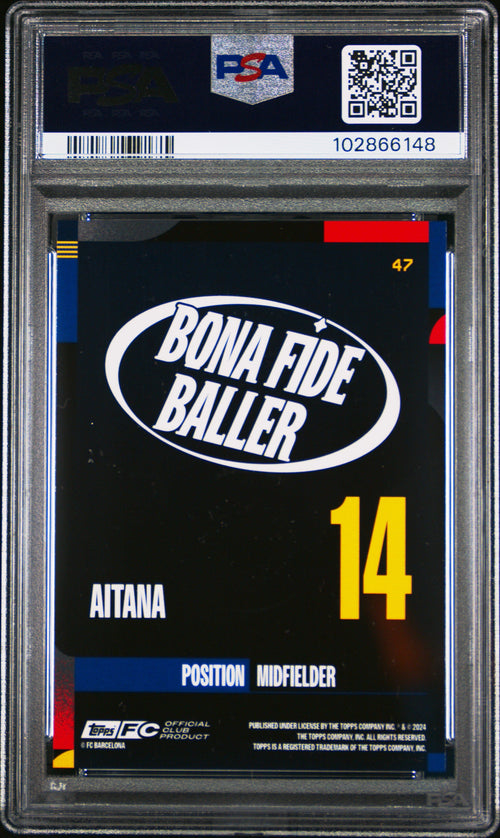 PSA
PSA
102866148
47
BONA FIDE
BALLER
14
AITANA
POSITION MIDFIELDER
topps FC OFFICIAL
CLUB
PRODUCT
© FC BARCELONA
PUBLISHED UNDER LICENSE BY THE TOPPS COMPANY INC. ® & © 2024
THE TOPPS COMPANY, INC. ALL RIGHTS RESERVED.
TOPPS IS A REGISTERED TRADEMARK OF THE TOPPS COMPANY, INC.
PSA